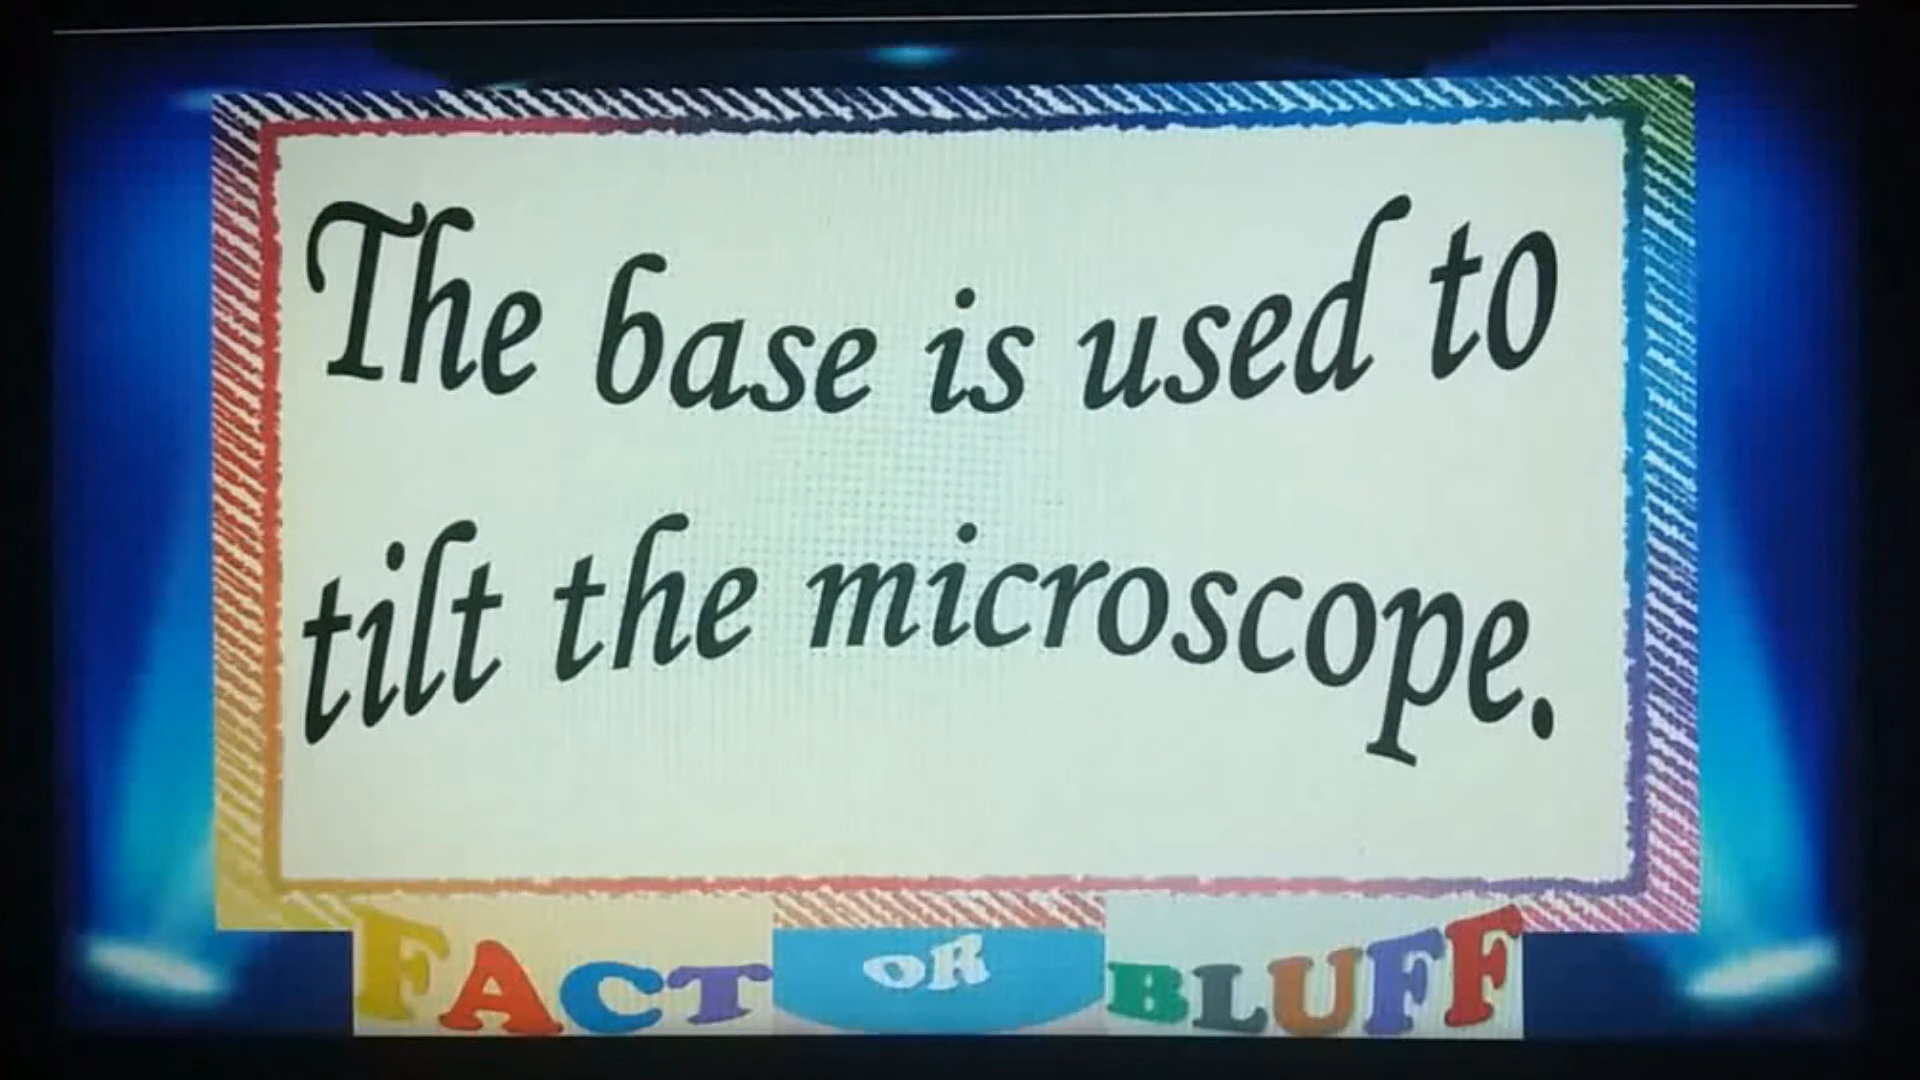 The base is used to
tilt the microscope.
FACT OR BLUFF